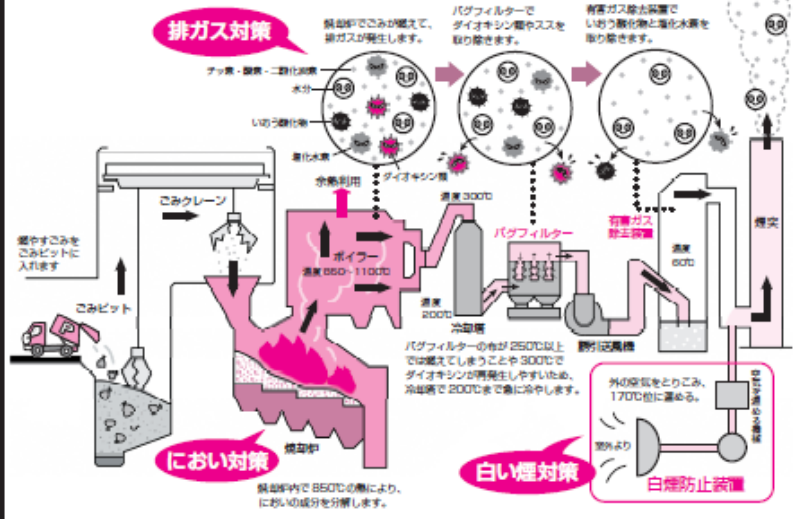 排ガス対策
焼却炉でごみが燃えて、
排ガスが発生します。
バグフィルターで
ダイオキシン類やススを
取り除きます。
有害ガス除去装置で
いおう酸化物と塩化水素を
取り除きます。
チッ素・酸素・二酸化炭素
水分
いおう酸化物
塩化水素
ダイオキシン類
余熱利用
ごみクレーン
燃やすごみを
ごみピットに
入れます
ごみピット
ボイラー
温度 850～1100℃
温度 300℃
バグフィルター
有害ガス
除去装置
煙突
温度
60℃
温度
200℃
冷却塔
誘引送風機
バグフィルターの布が 250℃以上
では燃えてしまうことや 300℃で
ダイオキシンが再発生しやすいため、
冷却塔で 200℃まで急に冷やします。
外の空気をとりこみ、
170℃位に温める。
空気を温める機械
室外より
白煙防止装置
におい対策
焼却炉
白い煙対策
焼却炉内で 850℃の熱により、
においの成分を分解します。